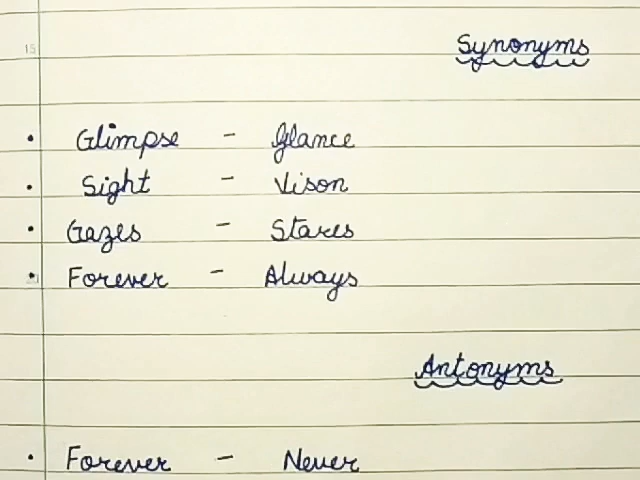 15
Synonyms
• Glimpse - Glance
• Sight - Vison
• Gazes - Stares
• Forever - Always
Antonyms
• Forever - Never